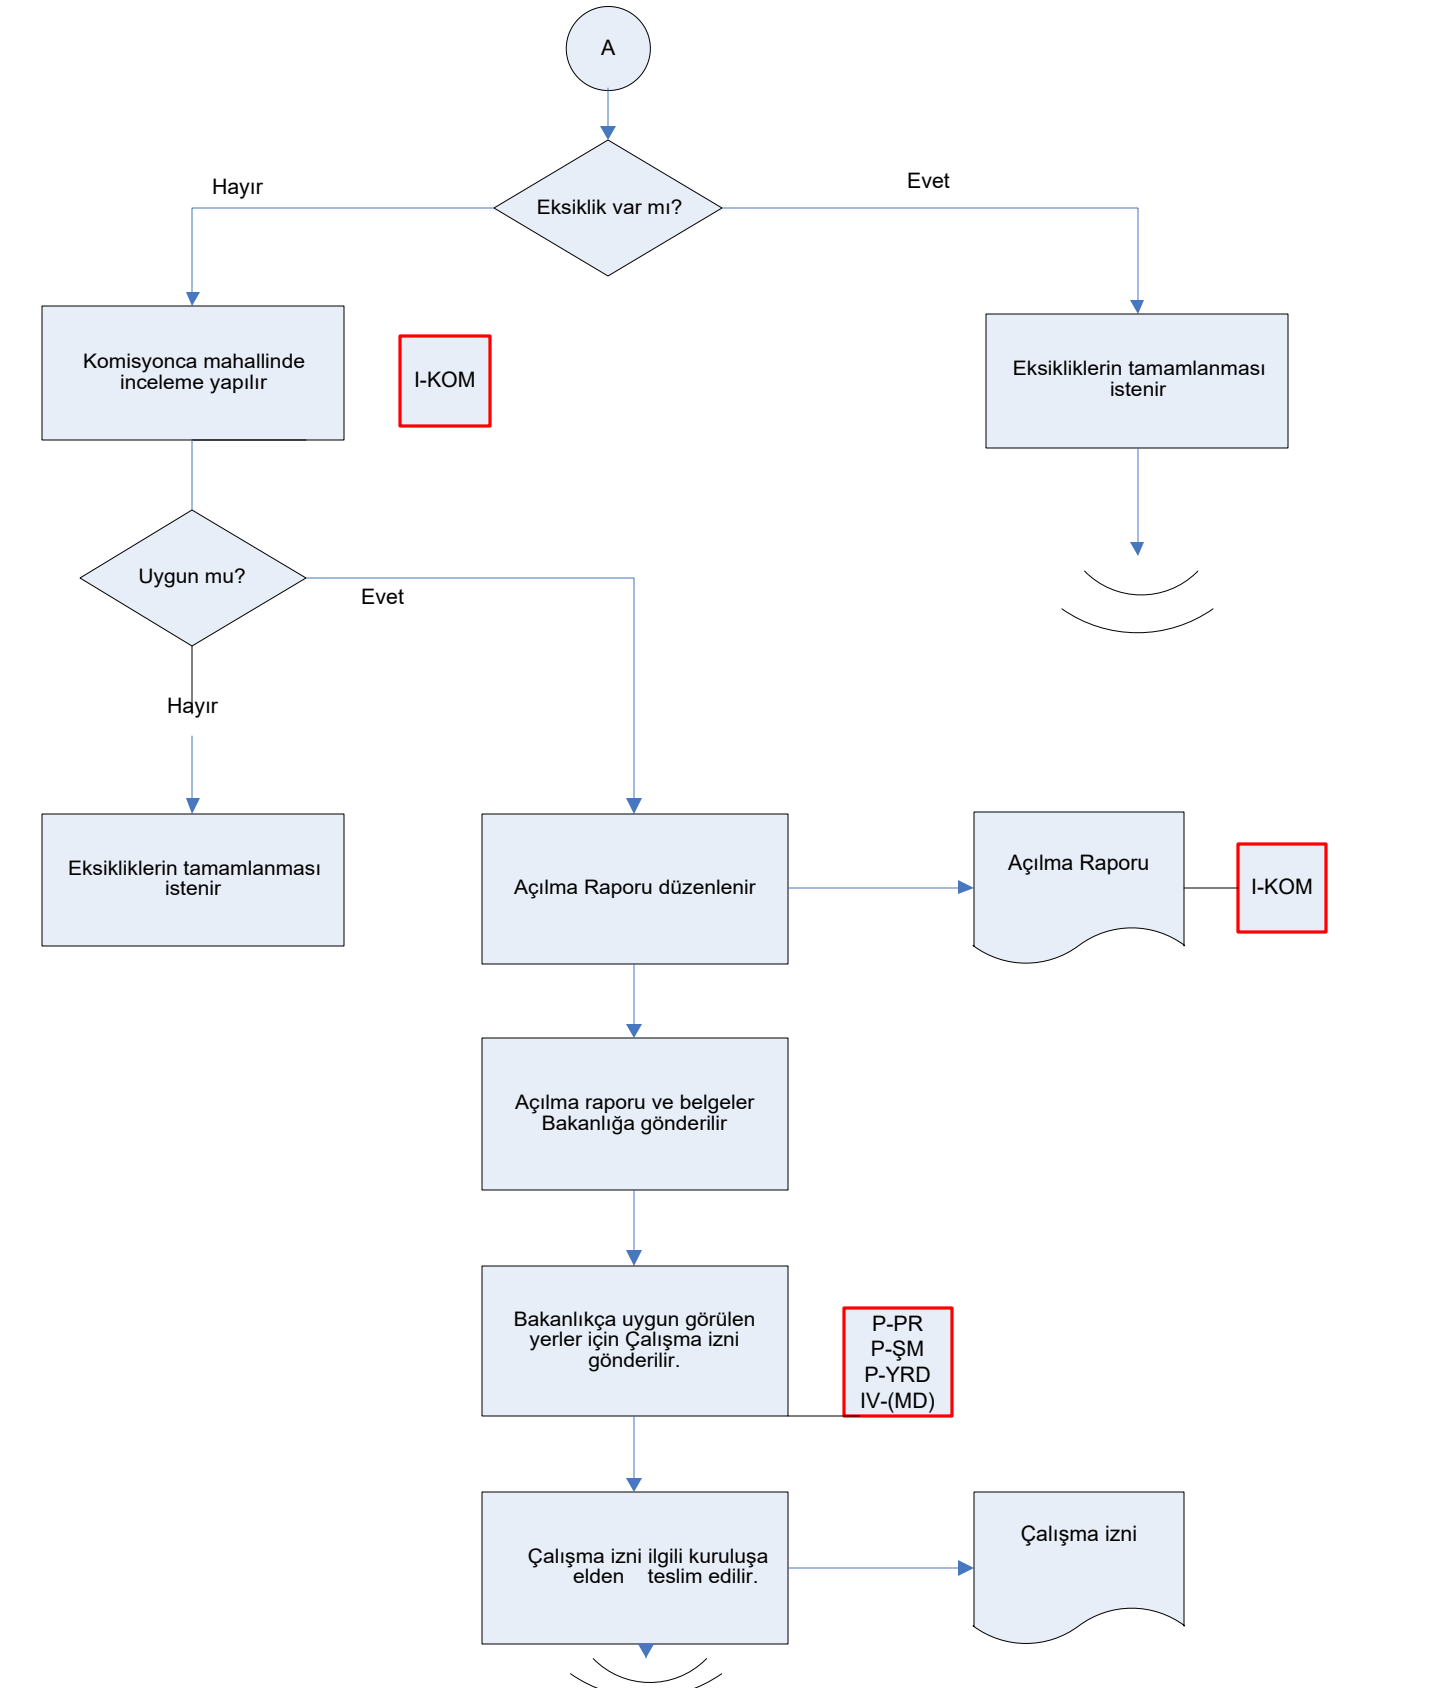 A
Hayır
Evet
Eksiklik var mı?
Komisyonca mahallinde
inceleme yapılır
I-KOM
Eksikliklerin tamamlanması
istenir
Uygun mu?
Evet
Hayır
Eksikliklerin tamamlanması
istenir
Açılma Raporu düzenlenir
Açılma Raporu
I-KOM
Açılma raporu ve belgeler
Bakanlığa gönderilir
Bakanlıkça uygun görülen
yerler için Çalışma izni
gönderilir.
P-PR
P-ŞM
P-YRD
IV-(MD)
Çalışma izni ilgili kuruluşa
elden teslim edilir.
Çalışma izni